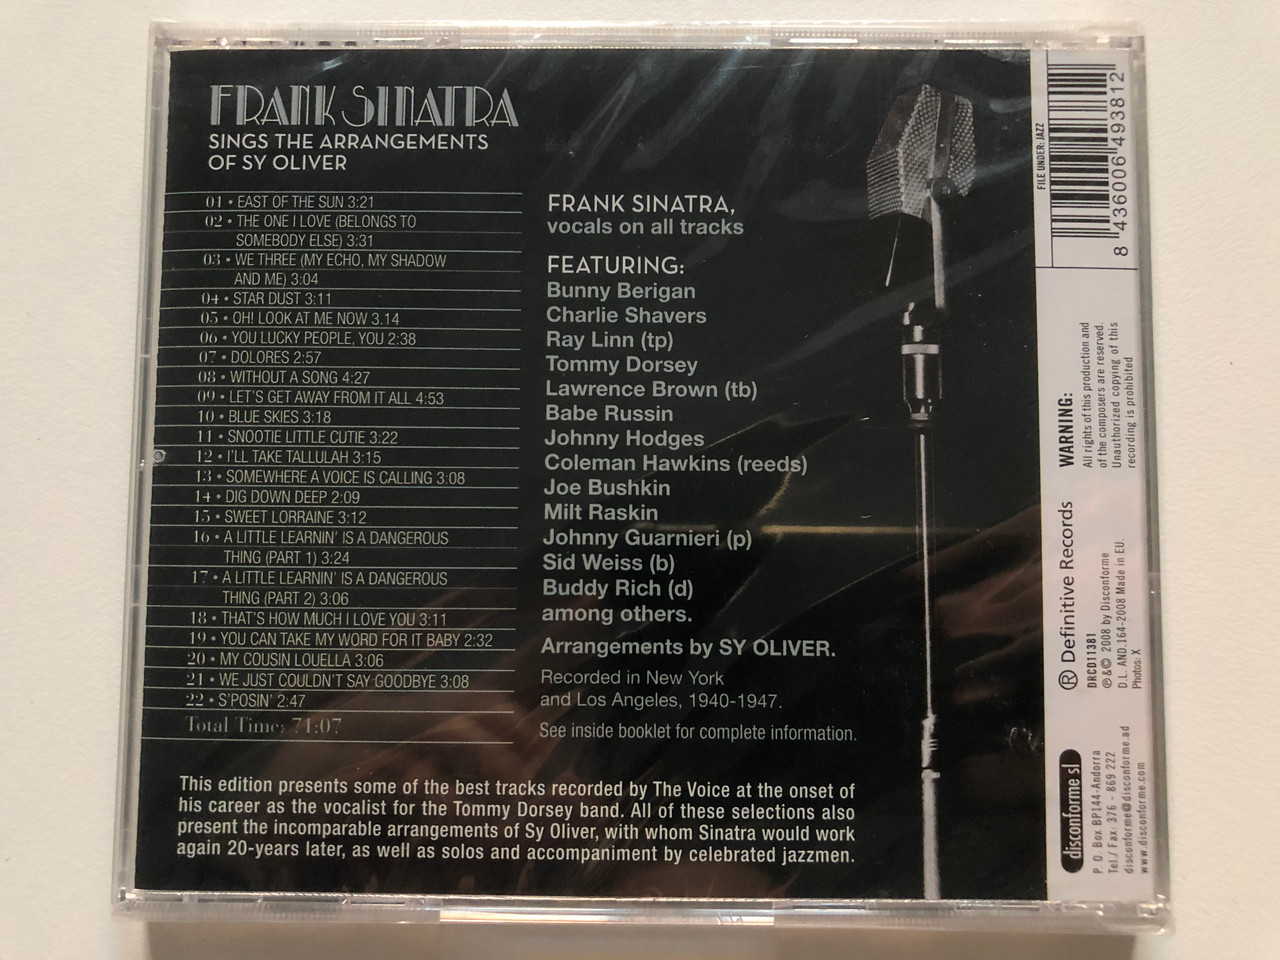 FRANK SINATRA
SINGS THE ARRANGEMENTS
OF SY OLIVER
01 • EAST OF THE SUN 3:21
02 • THE ONE I LOVE (BELONGS TO
SOMEBODY ELSE) 3:31
03 • WE THREE (MY ECHO, MY SHADOW
AND ME) 3:04
04 • STAR DUST 3:11
05 • OH! LOOK AT ME NOW 3.14
06 • YOU LUCKY PEOPLE, YOU 2:38
07 • DOLORES 2:57
08 • WITHOUT A SONG 4:27
09 • LET'S GET AWAY FROM IT ALL 4:53
10 • BLUE SKIES 3:18
11 • SNOOTIE LITTLE CUTIE 3:22
12 • I'LL TAKE TALLULAH 3:15
13 • SOMEWHERE A VOICE IS CALLING 3:08
14 • DIG DOWN DEEP 2:09
15 • SWEET LORRAINE 3:12
16 • A LITTLE LEARNIN' IS A DANGEROUS
THING (PART 1) 3:24
17 • A LITTLE LEARNIN' IS A DANGEROUS
THING (PART 2) 3:06
18 • THAT'S HOW MUCH I LOVE YOU 3:11
19 • YOU CAN TAKE MY WORD FOR IT BABY 2:32
20 • MY COUSIN LOUELLA 3:06
21 • WE JUST COULDN'T SAY GOODBYE 3:08
22 • S'POSIN' 2:47
Total Time: 71:07
FRANK SINATRA,
vocals on all tracks
FEATURING:
Bunny Berigan
Charlie Shavers
Ray Linn (tp)
Tommy Dorsey
Lawrence Brown (tb)
Babe Russin
Johnny Hodges
Coleman Hawkins (reeds)
Joe Bushkin
Milt Raskin
Johnny Guarnieri (p)
Sid Weiss (b)
Buddy Rich (d)
among others.
Arrangements by SY OLIVER.
Recorded in New York
and Los Angeles, 1940-1947.
See inside booklet for complete information.
This edition presents some of the best tracks recorded by The Voice at the onset of
his career as the vocalist for the Tommy Dorsey band. All of these selections also
present the incomparable arrangements of Sy Oliver, with whom Sinatra would work
again 20-years later, as well as solos and accompaniment by celebrated jazzmen.
FILE UNDER: JAZZ
8 436006 493812
WARNING:
All rights of this production and
of the composers are reserved.
Unauthorized copying of this
recording is prohibited
® Definitive Records
DRCD11381
℗ & © 2008 by Disconforme
D.L. AND.164-2008 Made in EU.
Photos: X
disconforme sl
P. O. Box BP144-Andorra
Tel./ Fax: 376 - 869 222
disconforme@disconforme.ad
www.disconforme.com